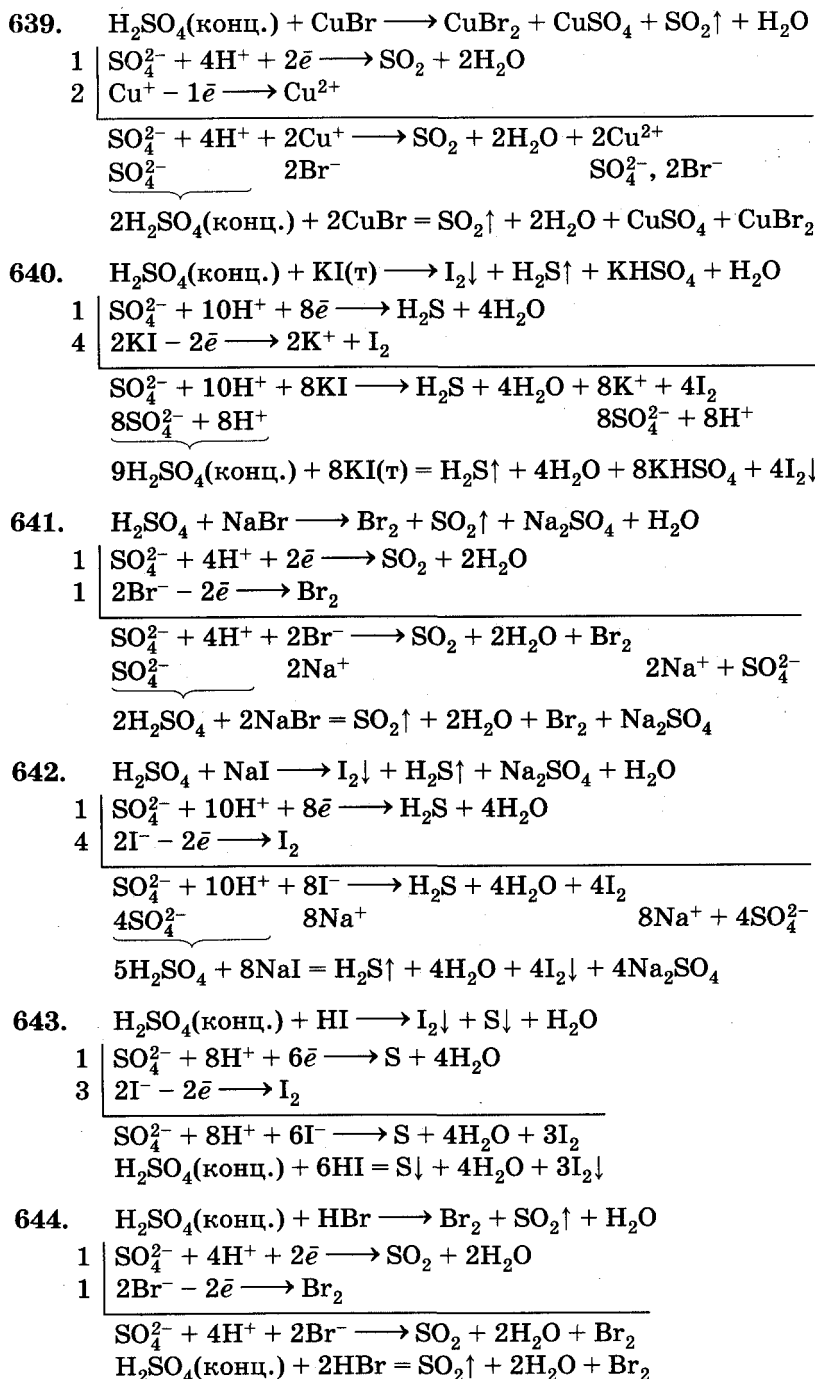 639. H₂SO₄(конц.) + CuBr ⟶ CuBr₂ + CuSO₄ + SO₂↑ + H₂O
1 | SO₄²⁻ + 4H⁺ + 2ē ⟶ SO₂ + 2H₂O
2 | Cu⁺ − 1ē ⟶ Cu²⁺
SO₄²⁻ + 4H⁺ + 2Cu⁺ ⟶ SO₂ + 2H₂O + 2Cu²⁺
SO₄²⁻ 2Br⁻ SO₄²⁻, 2Br⁻
2H₂SO₄(конц.) + 2CuBr = SO₂↑ + 2H₂O + CuSO₄ + CuBr₂
640. H₂SO₄(конц.) + KI(т) ⟶ I₂↓ + H₂S↑ + KHSO₄ + H₂O
1 | SO₄²⁻ + 10H⁺ + 8ē ⟶ H₂S + 4H₂O
4 | 2KI − 2ē ⟶ 2K⁺ + I₂
SO₄²⁻ + 10H⁺ + 8KI ⟶ H₂S + 4H₂O + 8K⁺ + 4I₂
8SO₄²⁻ + 8H⁺ 8SO₄²⁻ + 8H⁺
9H₂SO₄(конц.) + 8KI(т) = H₂S↑ + 4H₂O + 8KHSO₄ + 4I₂↓
641. H₂SO₄ + NaBr ⟶ Br₂ + SO₂↑ + Na₂SO₄ + H₂O
1 | SO₄²⁻ + 4H⁺ + 2ē ⟶ SO₂ + 2H₂O
1 | 2Br⁻ − 2ē ⟶ Br₂
SO₄²⁻ + 4H⁺ + 2Br⁻ ⟶ SO₂ + 2H₂O + Br₂
SO₄²⁻ 2Na⁺ 2Na⁺ + SO₄²⁻
2H₂SO₄ + 2NaBr = SO₂↑ + 2H₂O + Br₂ + Na₂SO₄
642. H₂SO₄ + NaI ⟶ I₂↓ + H₂S↑ + Na₂SO₄ + H₂O
1 | SO₄²⁻ + 10H⁺ + 8ē ⟶ H₂S + 4H₂O
4 | 2I⁻ − 2ē ⟶ I₂
SO₄²⁻ + 10H⁺ + 8I⁻ ⟶ H₂S + 4H₂O + 4I₂
4SO₄²⁻ 8Na⁺ 8Na⁺ + 4SO₄²⁻
5H₂SO₄ + 8NaI = H₂S↑ + 4H₂O + 4I₂↓ + 4Na₂SO₄
643. H₂SO₄(конц.) + HI ⟶ I₂↓ + S↓ + H₂O
1 | SO₄²⁻ + 8H⁺ + 6ē ⟶ S + 4H₂O
3 | 2I⁻ − 2ē ⟶ I₂
SO₄²⁻ + 8H⁺ + 6I⁻ ⟶ S + 4H₂O + 3I₂
H₂SO₄(конц.) + 6HI = S↓ + 4H₂O + 3I₂↓
644. H₂SO₄(конц.) + HBr ⟶ Br₂ + SO₂↑ + H₂O
1 | SO₄²⁻ + 4H⁺ + 2ē ⟶ SO₂ + 2H₂O
1 | 2Br⁻ − 2ē ⟶ Br₂
SO₄²⁻ + 4H⁺ + 2Br⁻ ⟶ SO₂ + 2H₂O + Br₂
H₂SO₄(конц.) + 2HBr = SO₂↑ + 2H₂O + Br₂